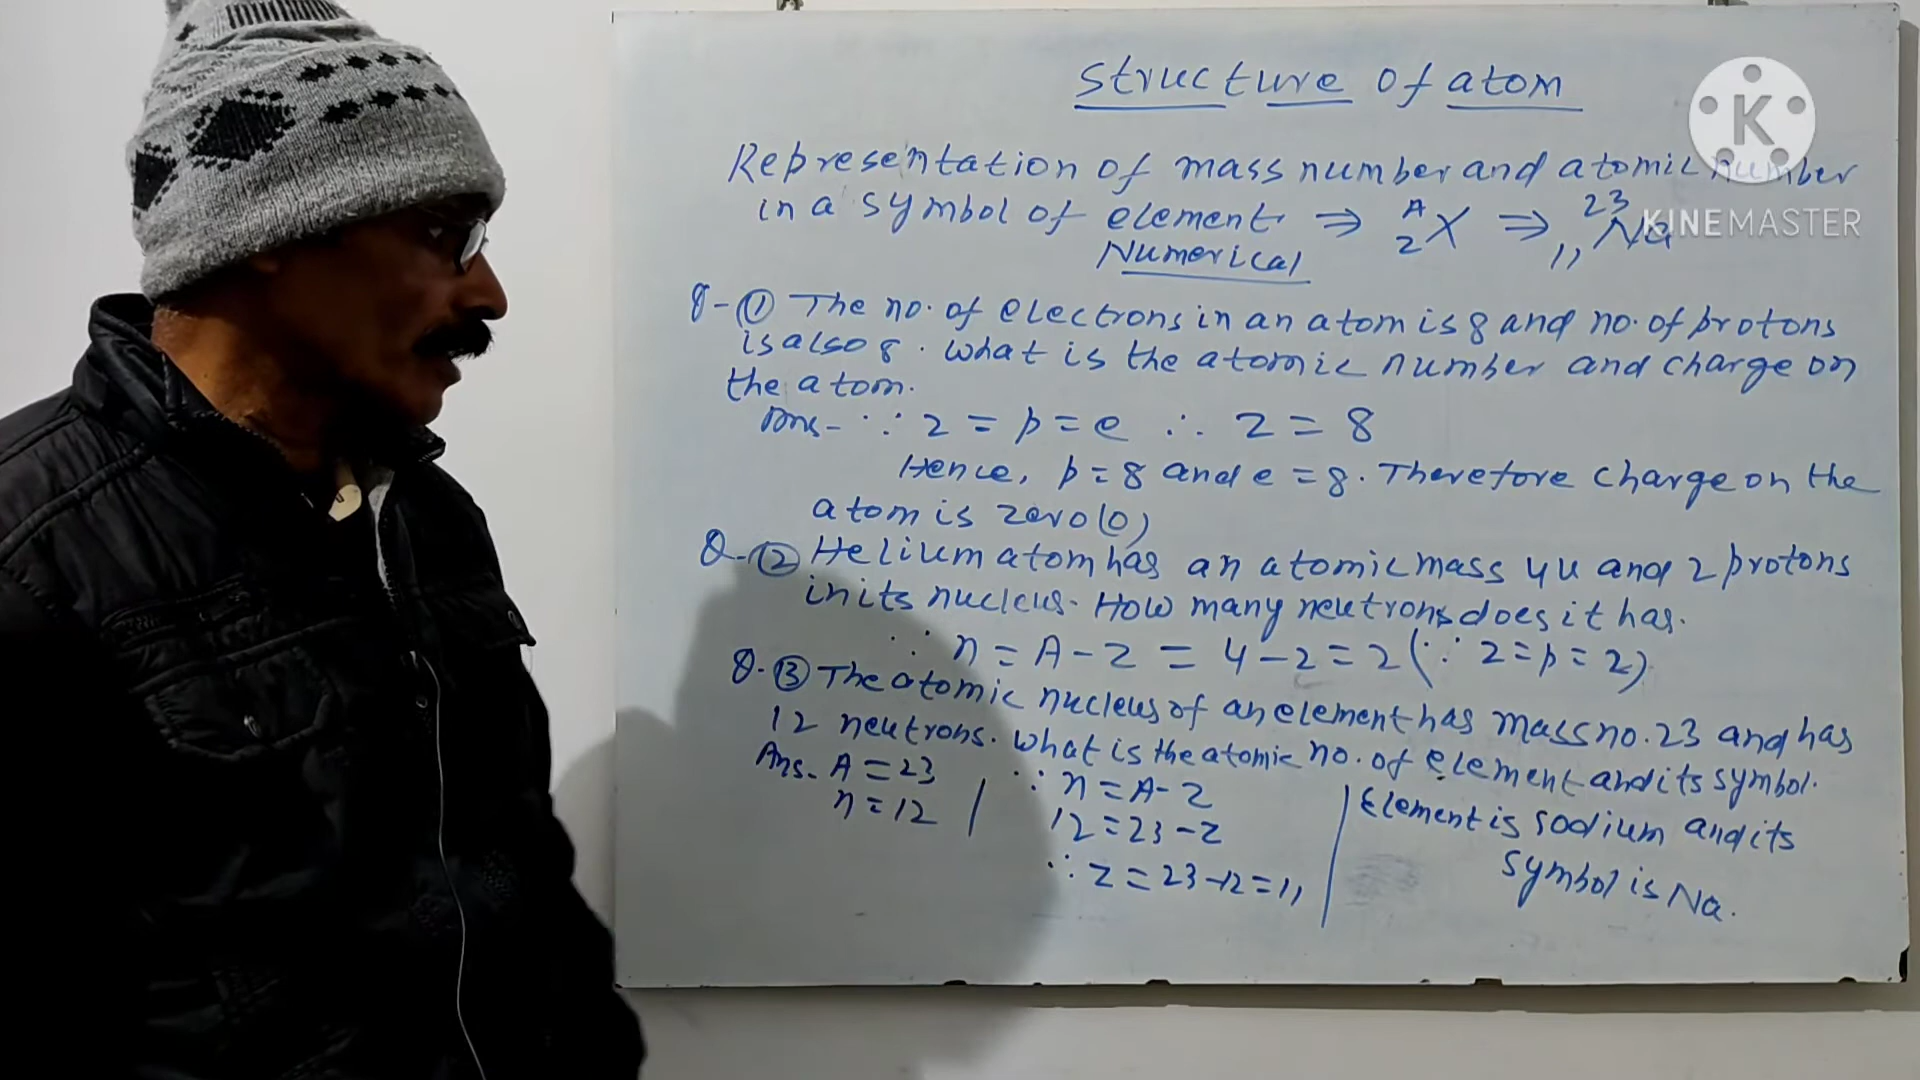 Structure of atom
Representation of mass number and atomic number
in a symbol of element ⇒ ᴬ₂X ⇒ ²³₁₁Na
Numerical
Q-① The no. of electrons in an atom is 8 and no. of protons
is also 8. What is the atomic number and charge on
the atom.
Ans- ∵ z = p = e ∴ z = 8
Hence, p = 8 and e = 8. Therefore charge on the
atom is zero(0)
Q-② Helium atom has an atomic mass 4u and 2 protons
in its nucleus. How many neutrons does it has.
∵ n = A - z = 4 - 2 = 2 (∵ z = p = 2)
Q-③ The atomic nucleus of an element has mass no. 23 and has
12 neutrons. What is the atomic no. of element and its symbol.
Ans- A = 23
n = 12
∵ n = A - z
12 = 23 - z
∴ z = 23 - 12 = 11
Element is sodium and its
symbol is Na.
K
KINEMASTER